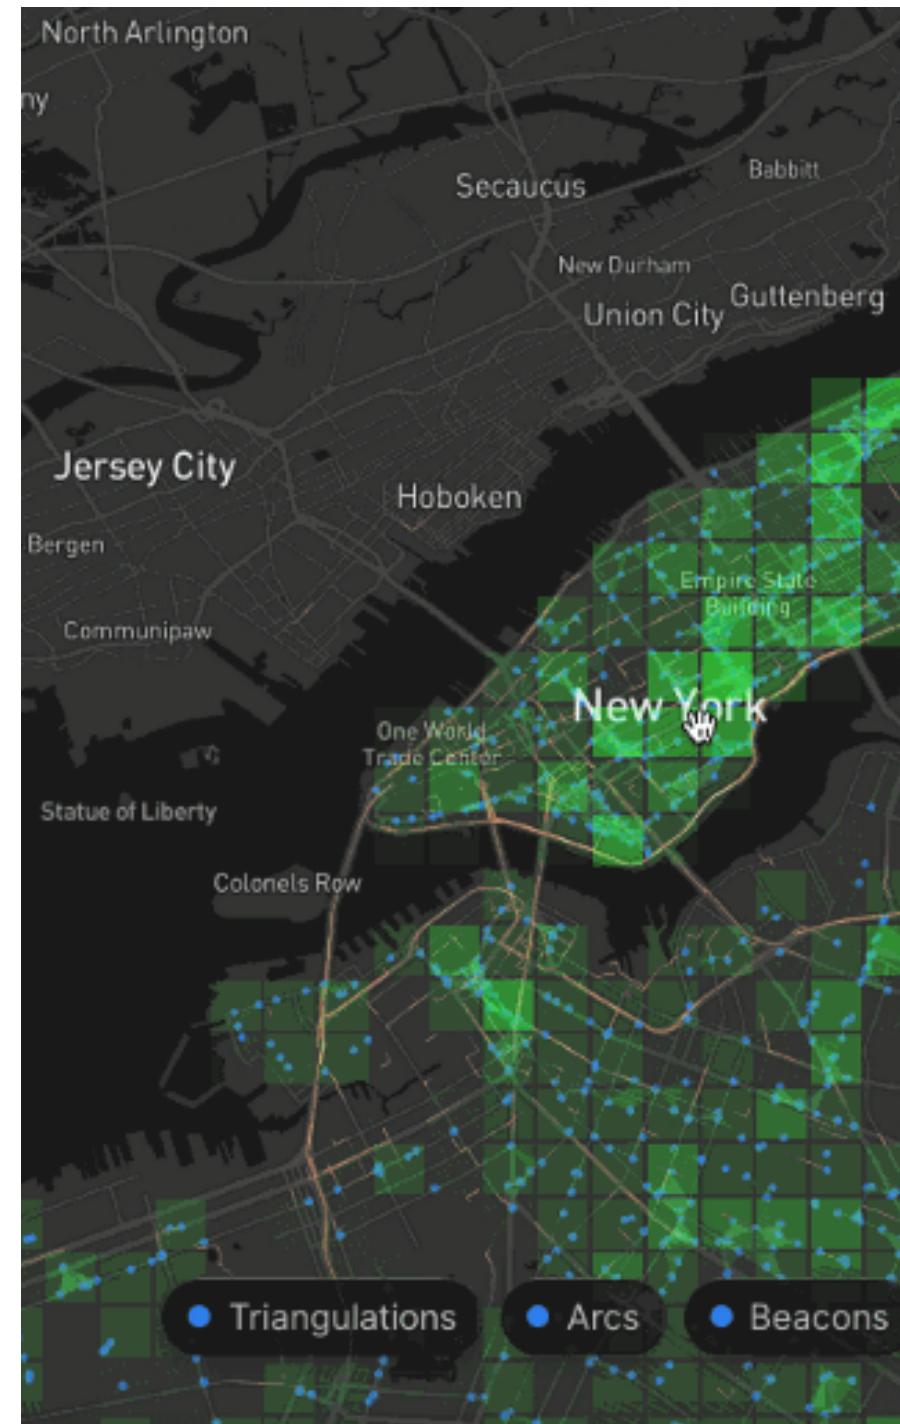 North Arlington
ny
Babbitt
Secaucus
New Durham
Guttenberg
Union City
Jersey City
Hoboken
Bergen
Empire State
Building
Communipaw
New York
One World
Trade Center
Statue of Liberty
Colonels Row
Triangulations
Arcs
Beacons